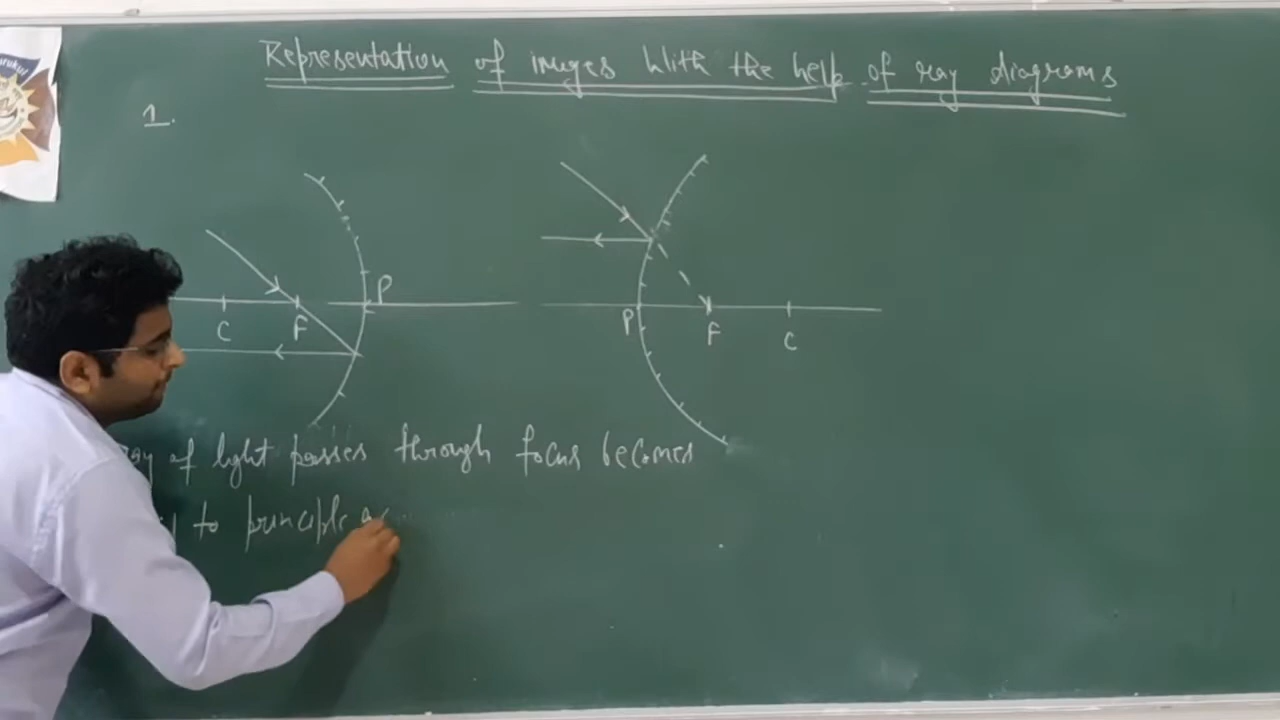 Representation of images With the help of ray diagrams
1.
P
C F
P F C
ray of light passes through focus becomes
to principle